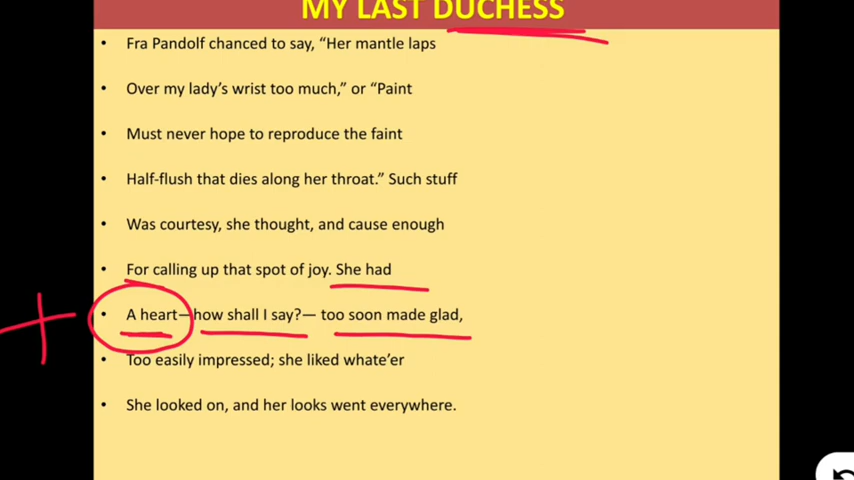 MY LAST DUCHESS
• Fra Pandolf chanced to say, “Her mantle laps
• Over my lady’s wrist too much,” or “Paint
• Must never hope to reproduce the faint
• Half-flush that dies along her throat.” Such stuff
• Was courtesy, she thought, and cause enough
• For calling up that spot of joy. She had
• A heart—how shall I say?— too soon made glad,
• Too easily impressed; she liked whate’er
• She looked on, and her looks went everywhere.